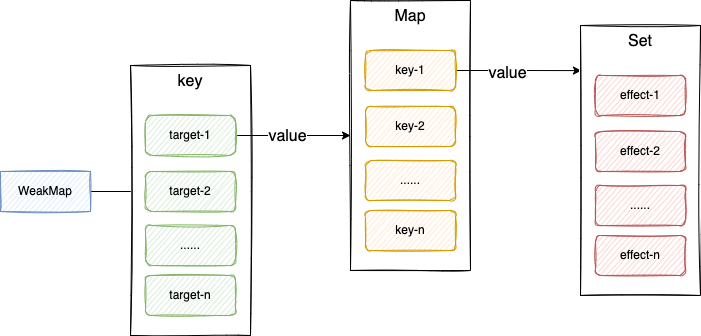 WeakMap
key
target-1
target-2
......
target-n
value
Map
key-1
key-2
......
key-n
value
Set
effect-1
effect-2
......
effect-n